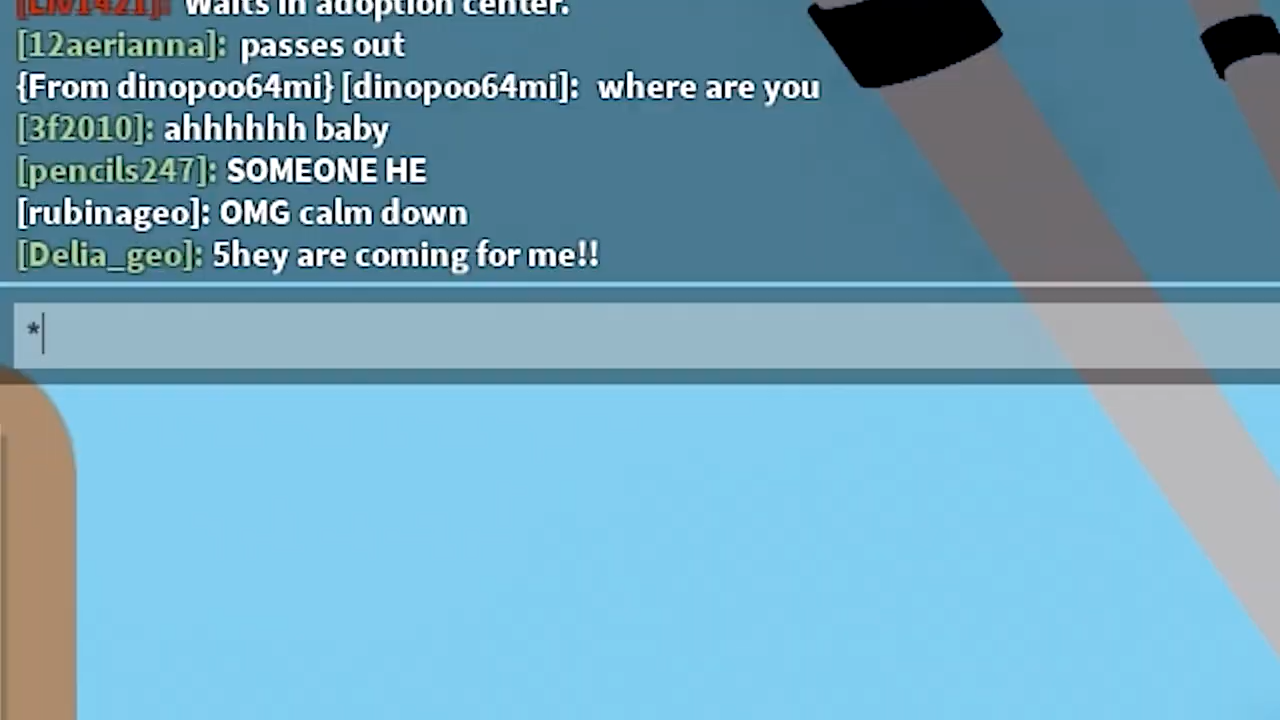 [Liv1421]: Waits in adoption center.
[12aerianna]: passes out
{From dinopoo64mi} [dinopoo64mi]: where are you
[3f2010]: ahhhhhh baby
[pencils247]: SOMEONE HE
[rubinageo]: OMG calm down
[Delia_geo]: 5hey are coming for me!!
*